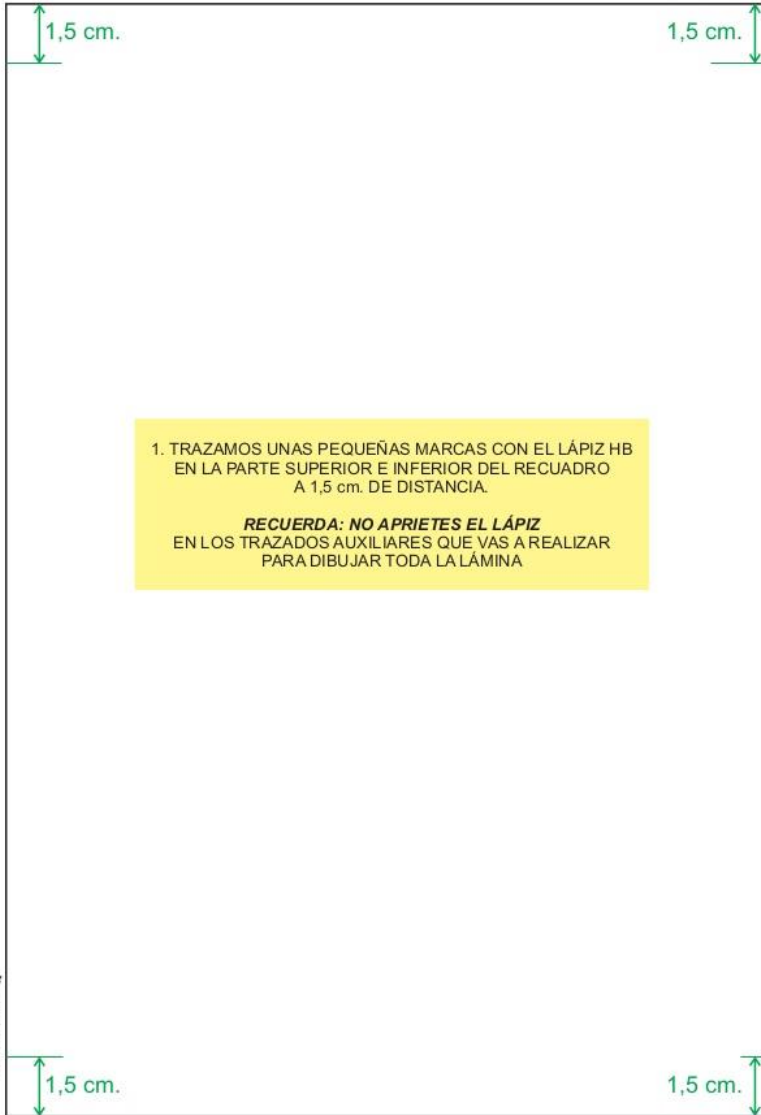 1,5 cm.
1,5 cm.
1. TRAZAMOS UNAS PEQUEÑAS MARCAS CON EL LÁPIZ HB
EN LA PARTE SUPERIOR E INFERIOR DEL RECUADRO
A 1,5 cm. DE DISTANCIA.
RECUERDA: NO APRIETES EL LÁPIZ
EN LOS TRAZADOS AUXILIARES QUE VAS A REALIZAR
PARA DIBUJAR TODA LA LÁMINA
1,5 cm.
1,5 cm.